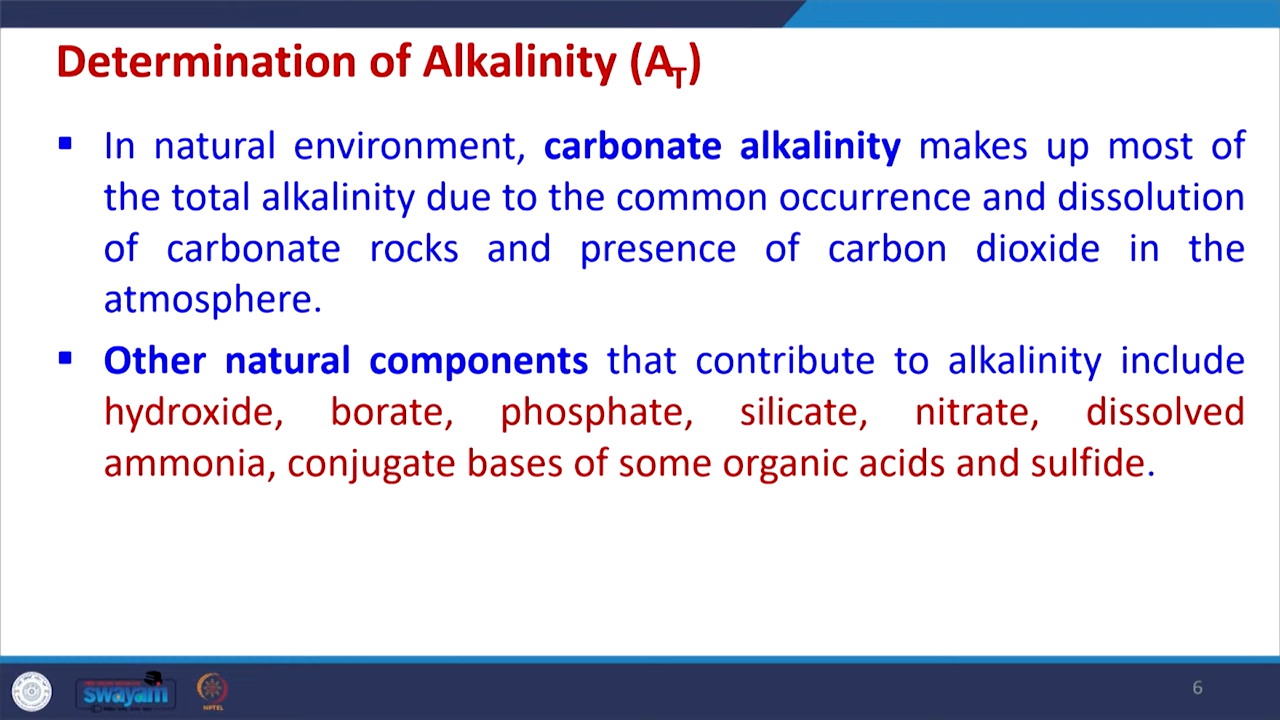 Determination of Alkalinity (AT)
▪ In natural environment, carbonate alkalinity makes up most of
the total alkalinity due to the common occurrence and dissolution
of carbonate rocks and presence of carbon dioxide in the
atmosphere.
▪ Other natural components that contribute to alkalinity include
hydroxide, borate, phosphate, silicate, nitrate, dissolved
ammonia, conjugate bases of some organic acids and sulfide.
swayam
NPTEL
6